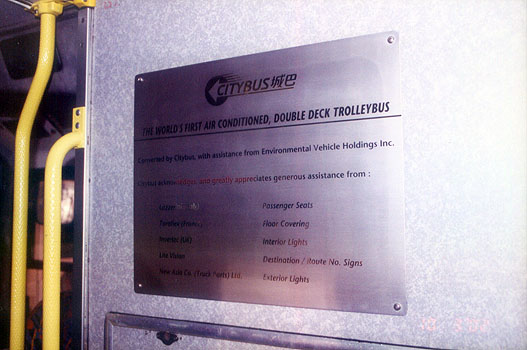 CITYBUS 城巴
THE WORLD'S FIRST AIR CONDITIONED, DOUBLE DECK TROLLEYBUS
Converted by Citybus, with assistance from Environmental Vehicle Holdings Inc.
Citybus acknowledges and greatly appreciates generous assistance from :
Passenger Seats
Floor Covering
Invertor (UK) Interior Lights
Lite Vision Destination / Route No. Signs
New Asia Co. (Truck Parts) Ltd. Exterior Lights